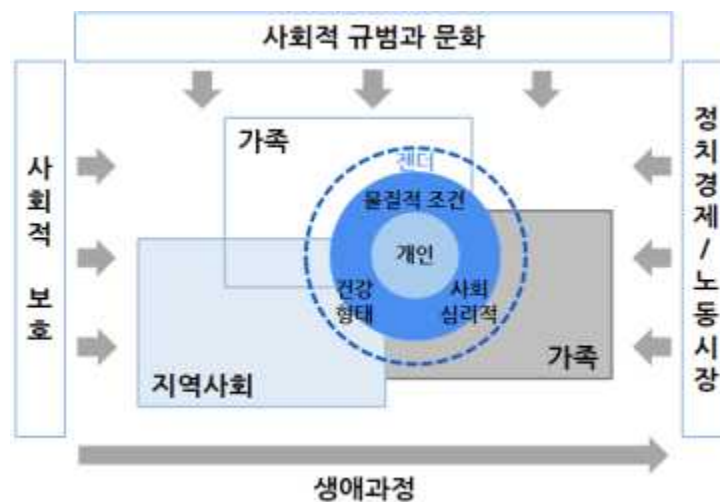 사회적 규범과 문화
사회적 보호
정치경제/노동시장
가족
젠더
물질적 조건
개인
건강
형태
사회
심리적
가족
지역사회
생애과정